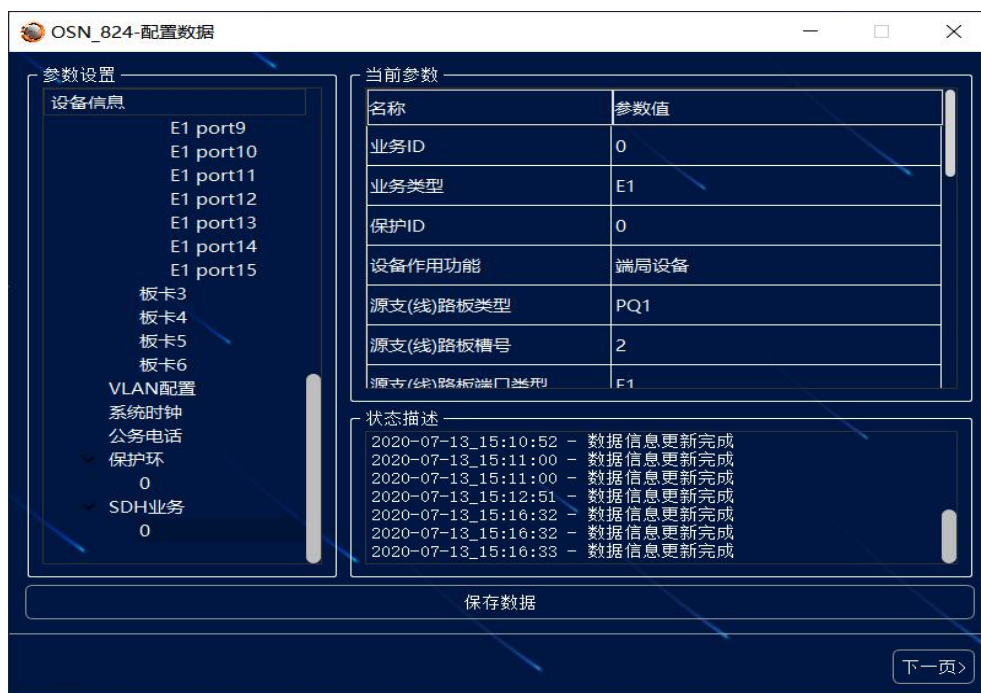 OSN_824-配置数据
参数设置
设备信息
E1 port9
E1 port10
E1 port11
E1 port12
E1 port13
E1 port14
E1 port15
板卡3
板卡4
板卡5
板卡6
VLAN配置
系统时钟
公务电话
保护环
0
SDH业务
0
当前参数
名称 参数值
业务ID 0
业务类型 E1
保护ID 0
设备作用功能 端局设备
源支(线)路板类型 PQ1
源支(线)路板槽号 2
源支(线)路板端口类型 E1
状态描述
2020-07-13_15:10:52 - 数据信息更新完成
2020-07-13_15:11:00 - 数据信息更新完成
2020-07-13_15:11:00 - 数据信息更新完成
2020-07-13_15:12:51 - 数据信息更新完成
2020-07-13_15:16:32 - 数据信息更新完成
2020-07-13_15:16:32 - 数据信息更新完成
2020-07-13_15:16:33 - 数据信息更新完成
保存数据
下一页>